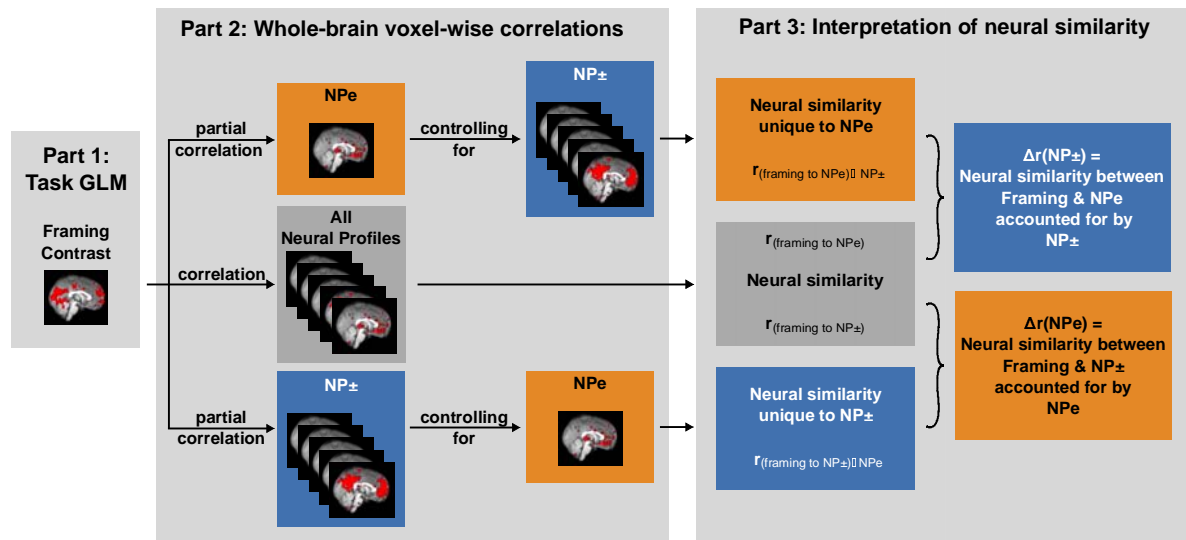 Part 1:
Task GLM
Framing
Contrast
Part 2: Whole-brain voxel-wise correlations
partial
correlation
NPe
controlling
for
NP±
correlation
All
Neural Profiles
partial
correlation
NP±
controlling
for
NPe
Part 3: Interpretation of neural similarity
Neural similarity
unique to NPe
r(framing to NPe)▯ NP±
r(framing to NPe)
Neural similarity
r(framing to NP±)
Neural similarity
unique to NP±
r(framing to NP±)▯NPe
Δr(NP±) =
Neural similarity between
Framing & NPe
accounted for by
NP±
Δr(NPe) =
Neural similarity between
Framing & NP±
accounted for by
NPe